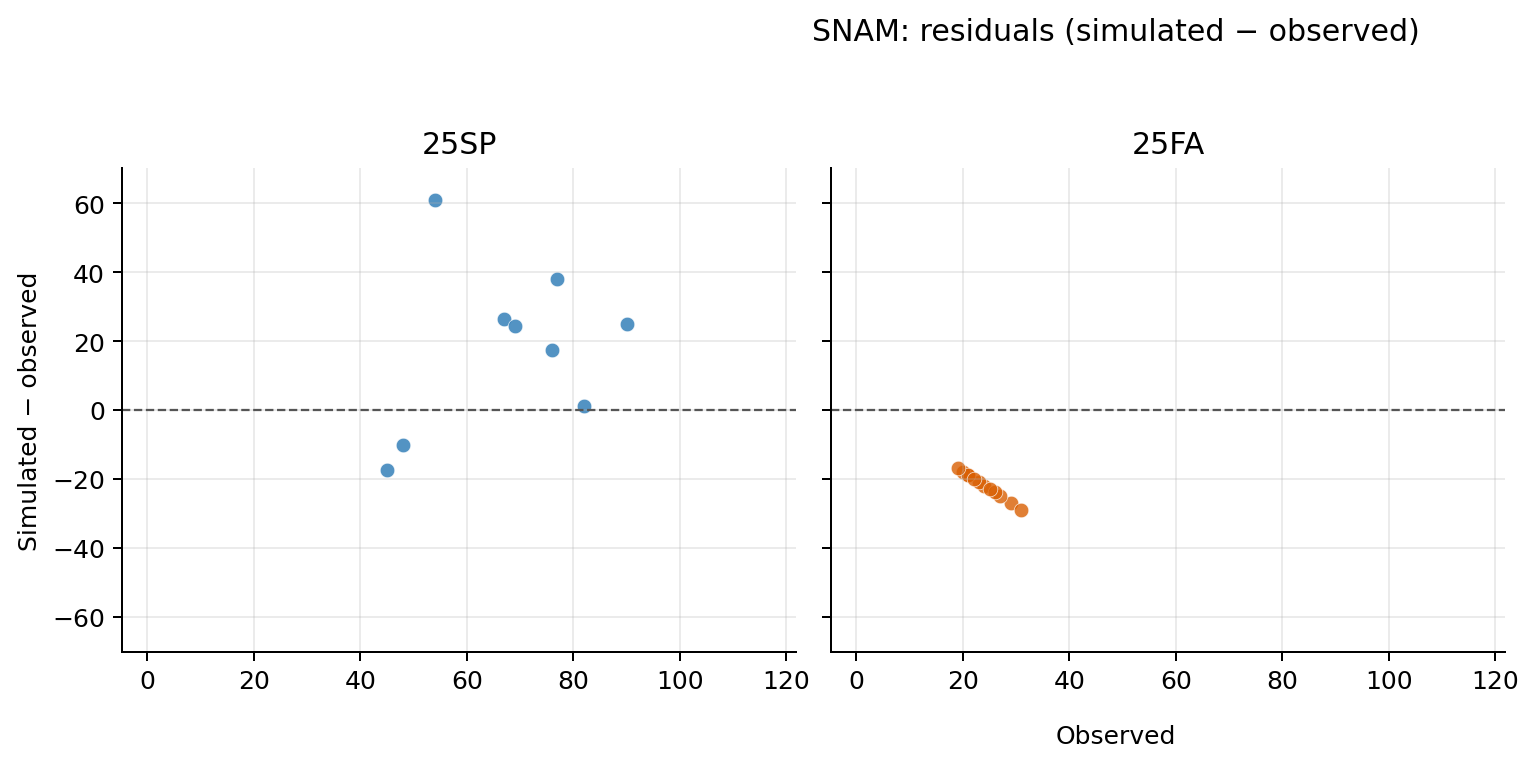 SNAM: residuals (simulated − observed)
25SP
25FA
Simulated − observed
60
40
20
0
−20
−40
−60
0 20 40 60 80 100 120
0 20 40 60 80 100 120
Observed